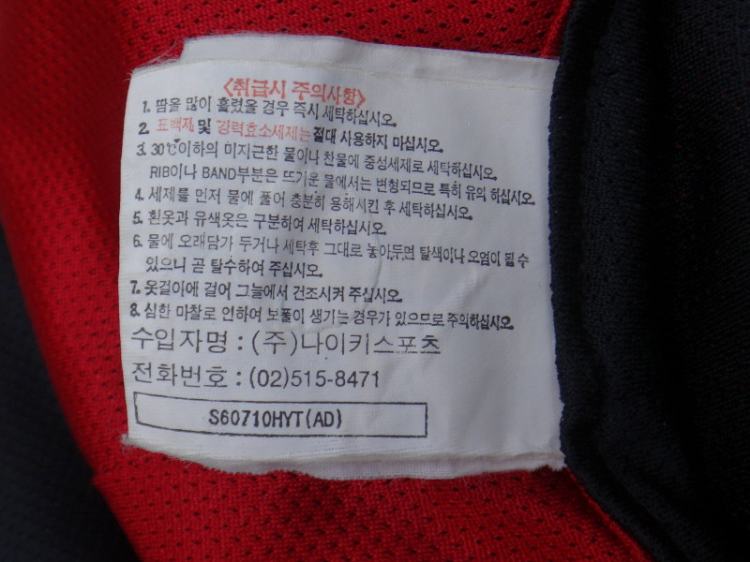 <취급시 주의사항>
1. 땀을 많이 흘렸을 경우 즉시 세탁하십시오.
2. 표백제 및 강력효소세제는 절대 사용하지 마십시오.
3. 30℃이하의 미지근한 물이나 찬물에 중성세제로 세탁하십시오.
RIB이나 BAND부분은 뜨거운 물에서는 변형되므로 특히 유의 하십시오.
4. 세제를 먼저 물에 풀어 충분히 용해시킨 후 세탁하십시오.
5. 흰옷과 유색옷은 구분하여 세탁하십시오.
6. 물에 오래담가 두거나 세탁후 그대로 놓아두면 탈색이나 오염이 될 수
있으니 곧 탈수하여 주십시오.
7. 옷걸이에 걸어 그늘에서 건조시켜 주십시오.
8. 심한 마찰로 인하여 보풀이 생기는 경우가 있으므로 주의하십시오.
수입자명 : (주)나이키스포츠
전화번호 : (02)515-8471
S60710HYT(AD)